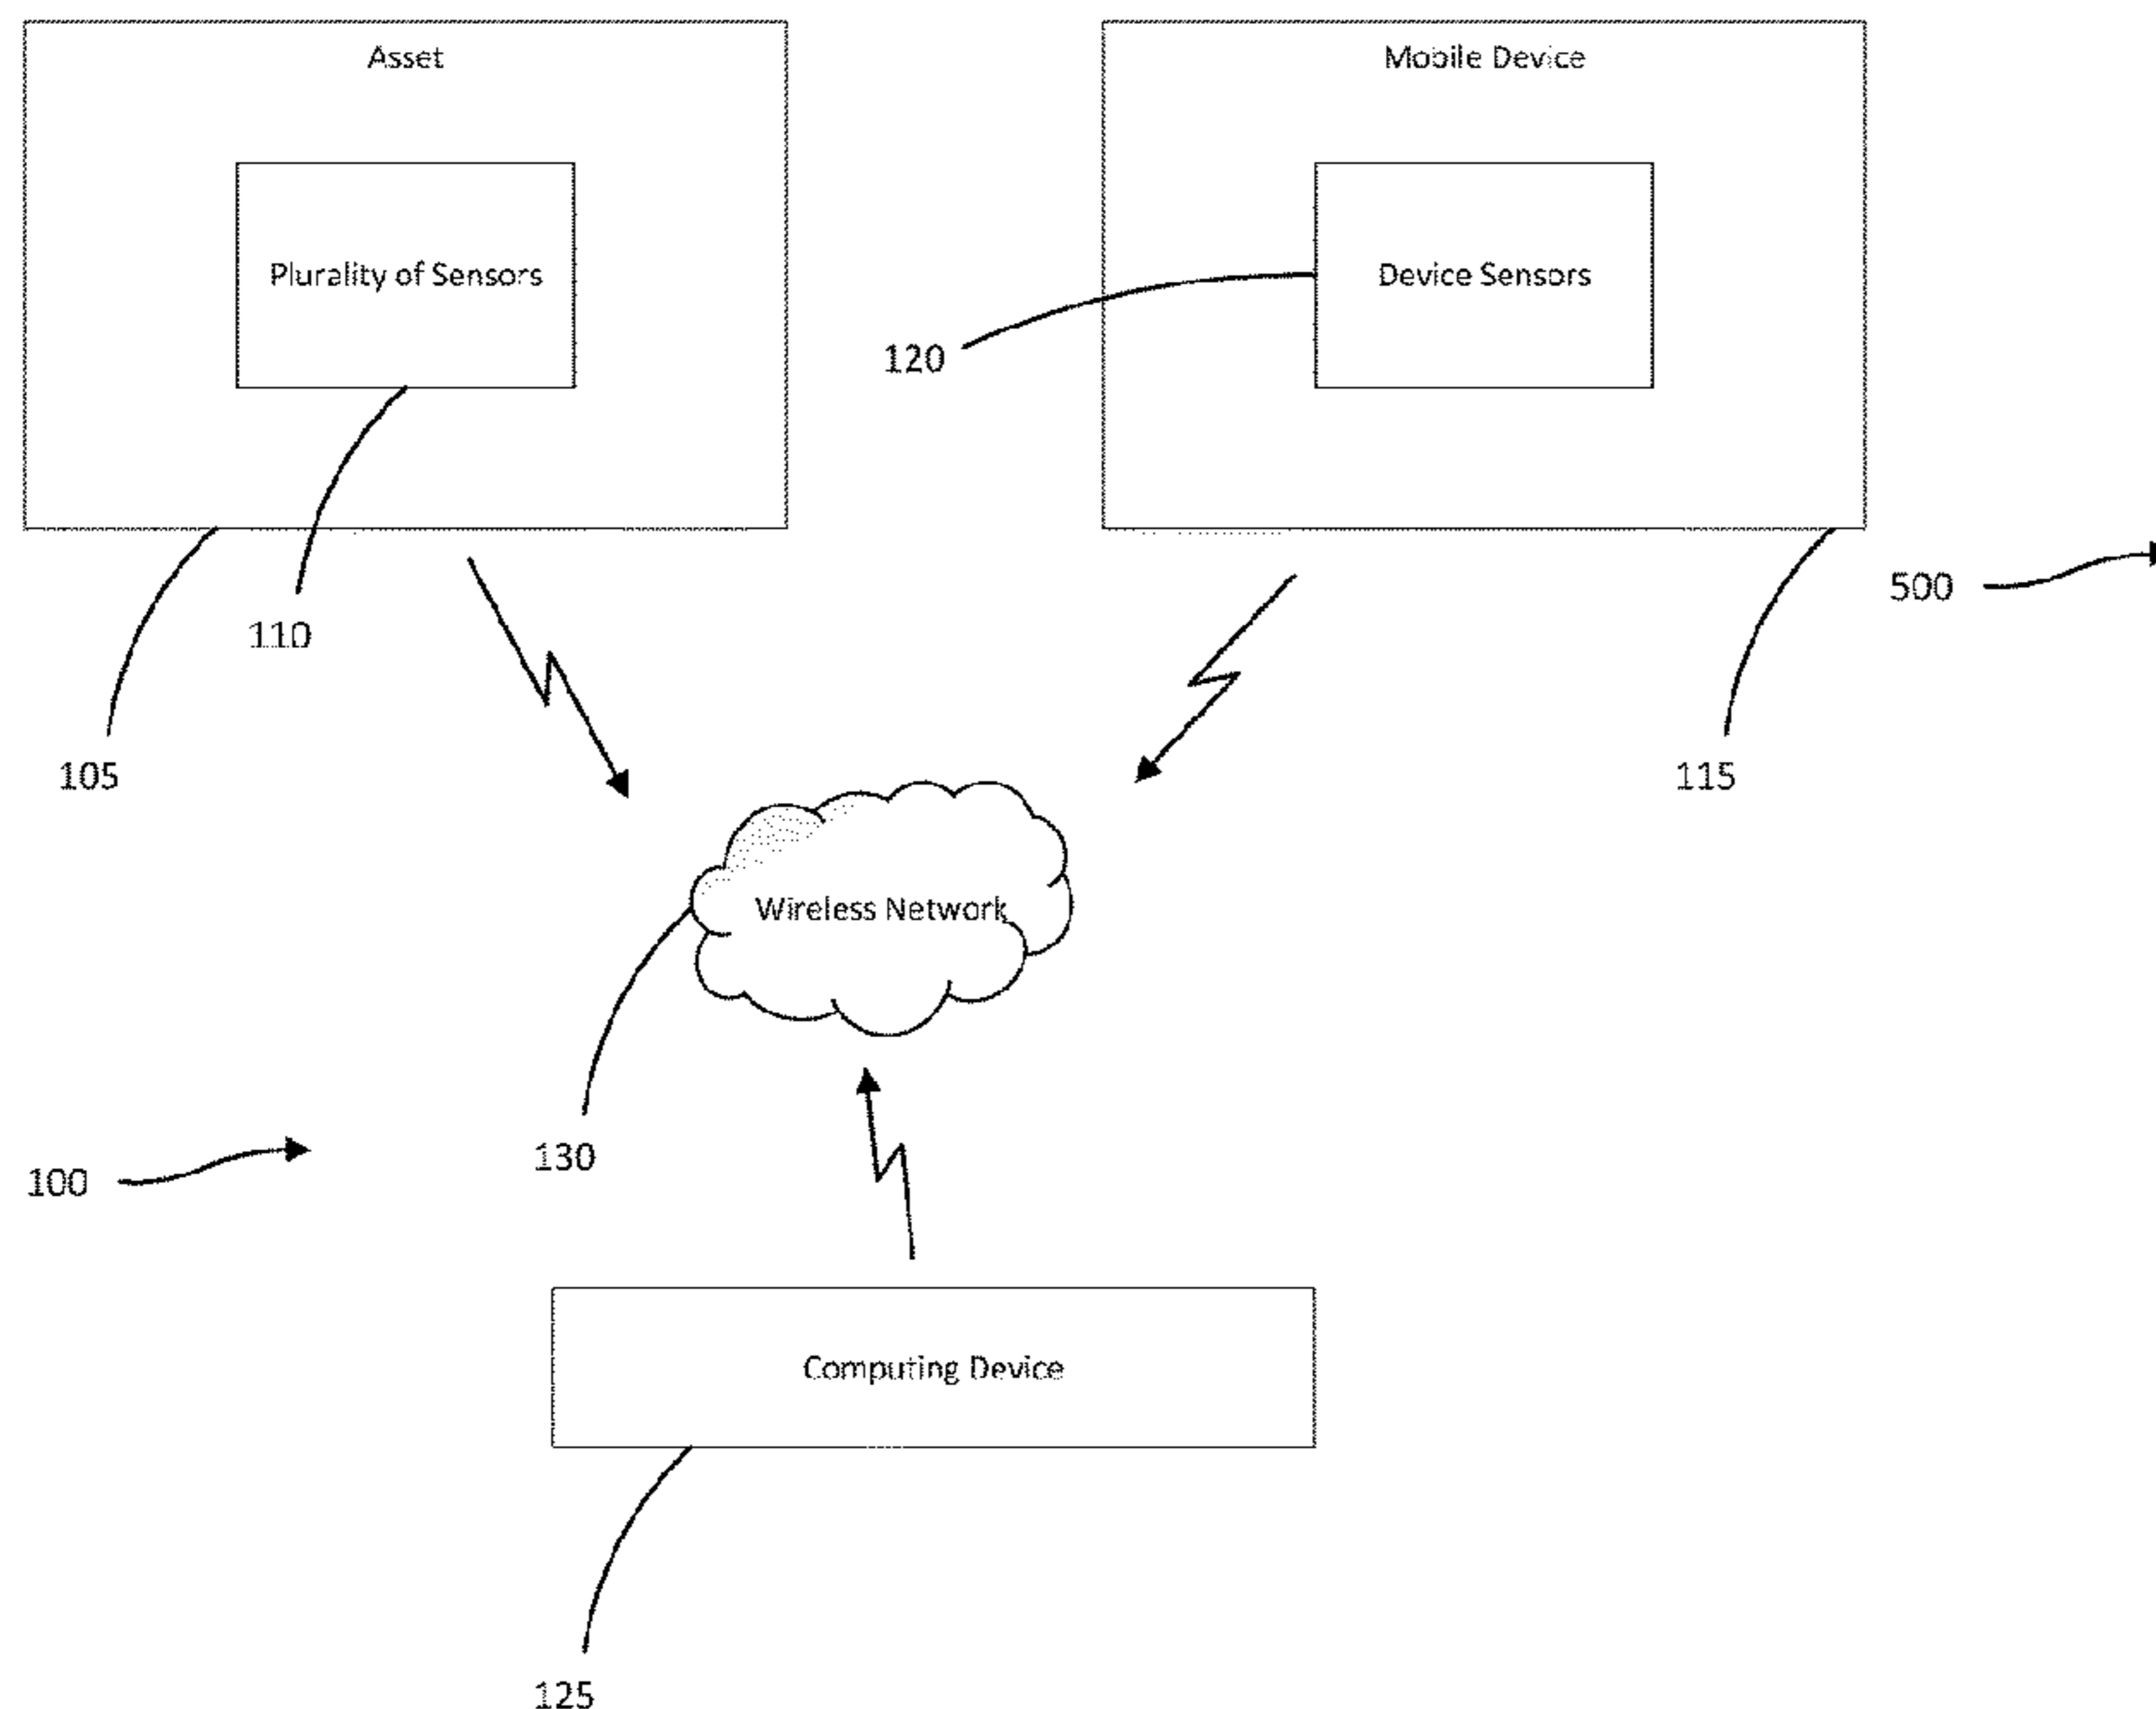 Asset
Mobile Device
Plurality of Sensors
Device Sensors
120
500
110
105
115
Wireless Network
130
100
Computing Device
125